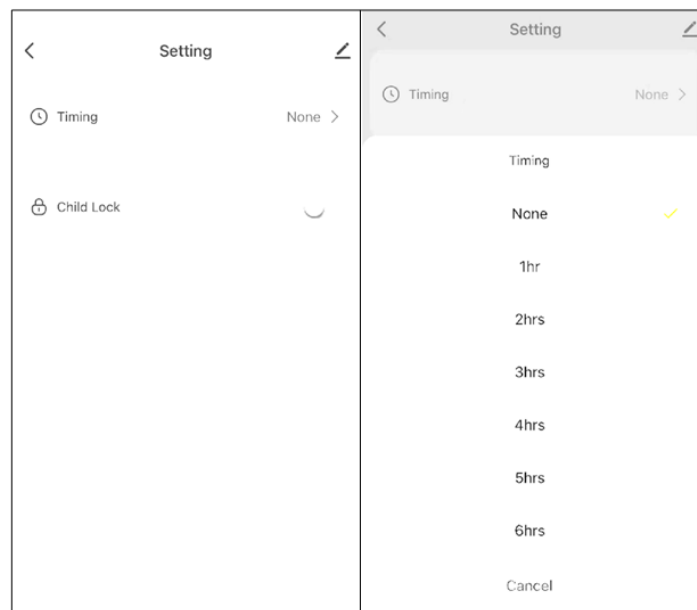 Setting
Timing
None
Child Lock
Setting
Timing
None
Timing
None
1hr
2hrs
3hrs
4hrs
5hrs
6hrs
Cancel